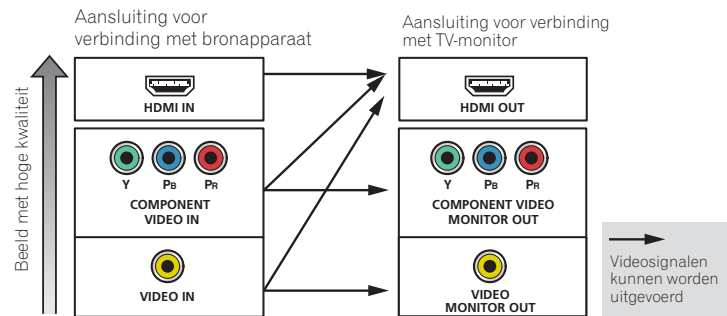 Aansluiting voor
verbinding met bronapparaat
Aansluiting voor verbinding
met TV-monitor
Beeld met hoge kwaliteit
HDMI IN
HDMI OUT
Y PB PR
COMPONENT
VIDEO IN
Y PB PR
COMPONENT VIDEO
MONITOR OUT
VIDEO IN
VIDEO
MONITOR OUT
Videosignalen
kunnen worden
uitgevoerd